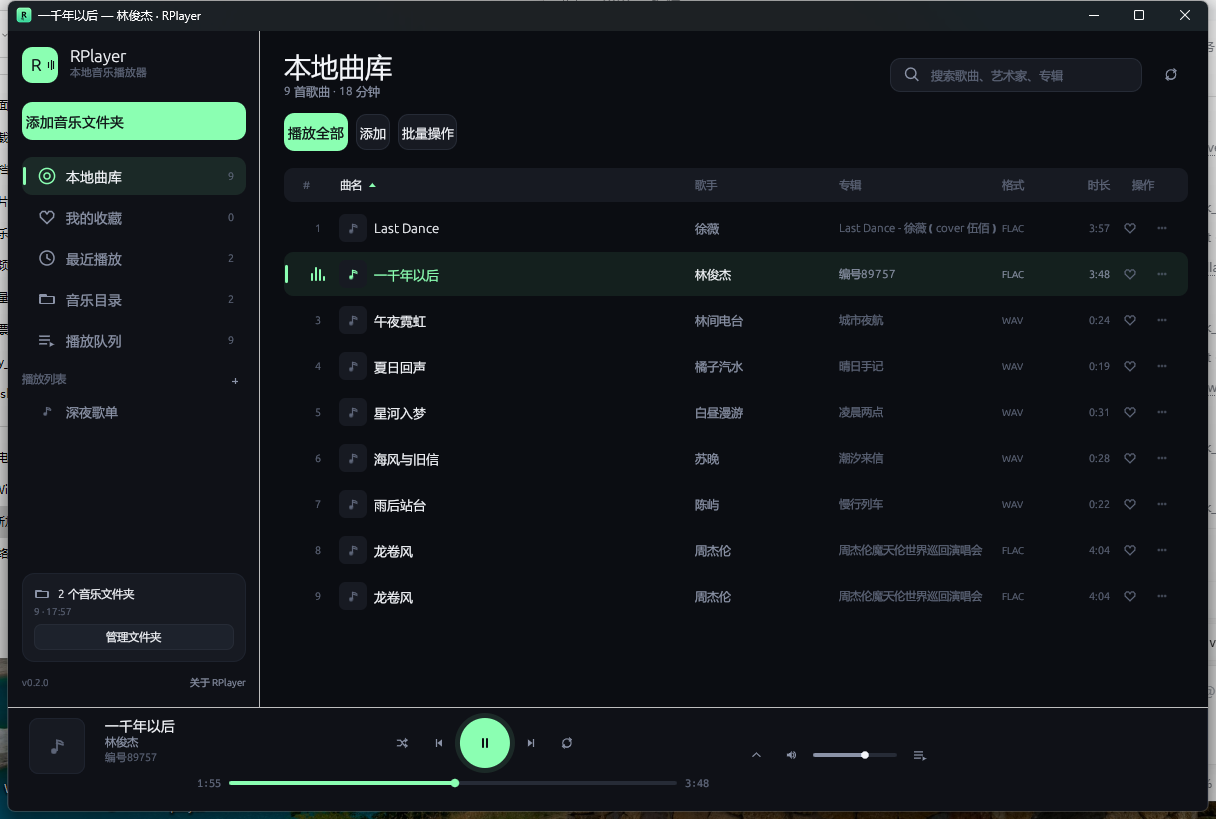 一千年以后 — 林俊杰 · RPlayer
RPlayer
本地音乐播放器
添加音乐文件夹
本地曲库 9
我的收藏 0
最近播放 2
音乐目录 2
播放队列 9
播放列表 +
深夜歌单
2 个音乐文件夹
9 · 17:57
管理文件夹
v0.2.0 关于 RPlayer
本地曲库
9 首歌曲 · 18 分钟
搜索歌曲、艺术家、专辑
播放全部 添加 批量操作
# 曲名 歌手 专辑 格式 时长 操作
1 Last Dance 徐薇 Last Dance - 徐薇 ( cover 伍佰 ) FLAC 3:57
一千年以后 林俊杰 编号89757 FLAC 3:48
3 午夜霓虹 林间电台 城市夜航 WAV 0:24
4 夏日回声 橘子汽水 晴日手记 WAV 0:19
5 星河入梦 白昼漫游 凌晨两点 WAV 0:31
6 海风与旧信 苏晚 潮汐来信 WAV 0:28
7 雨后站台 陈屿 慢行列车 WAV 0:22
8 龙卷风 周杰伦 周杰伦魔天伦世界巡回演唱会 FLAC 4:04
9 龙卷风 周杰伦 周杰伦魔天伦世界巡回演唱会 FLAC 4:04
一千年以后
林俊杰
编号89757
1:55 3:48